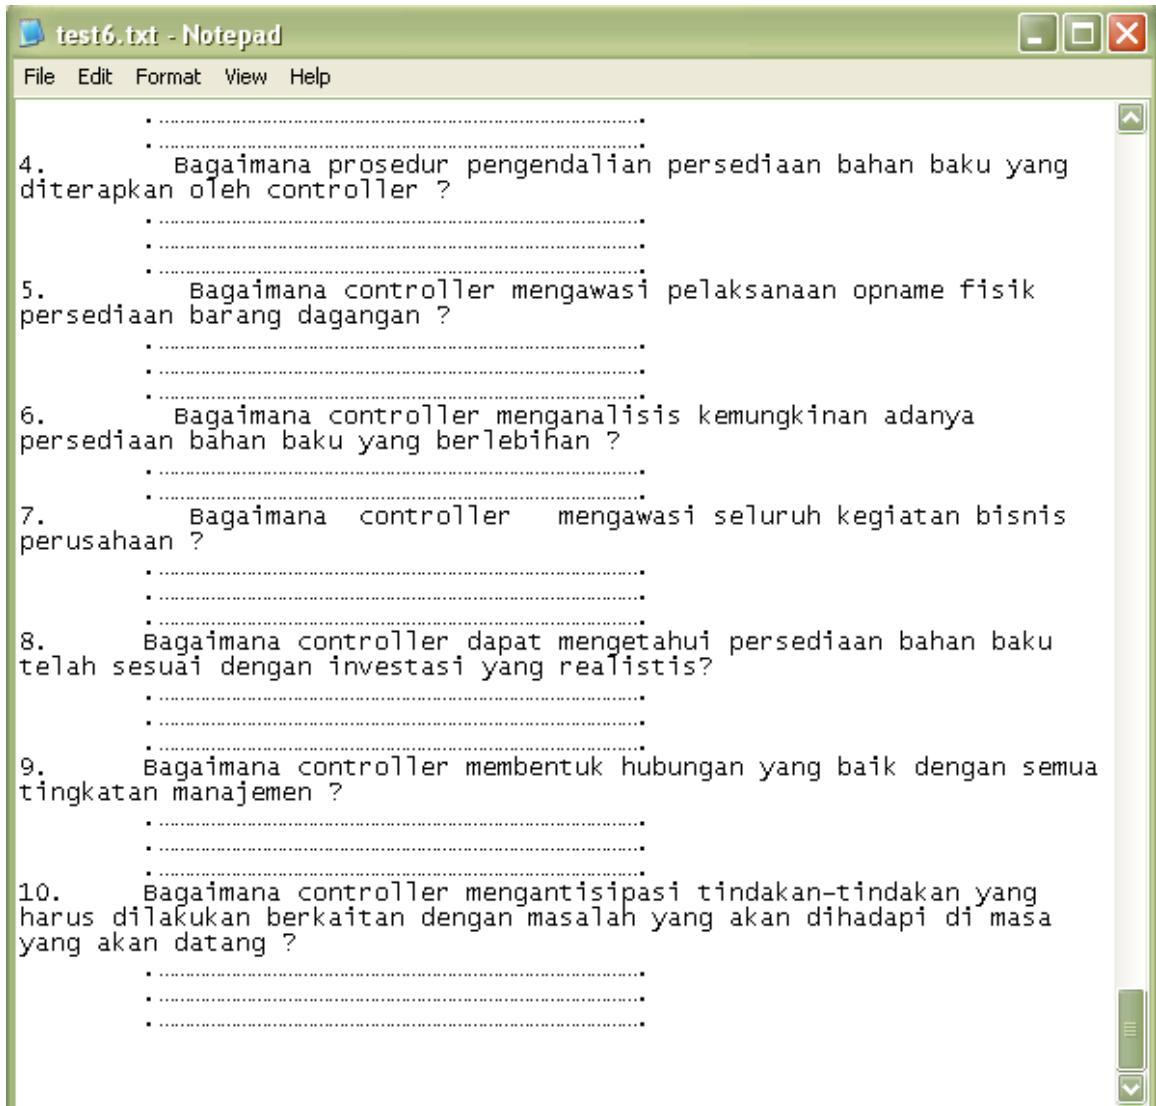 test6.txt - Notepad
File Edit Format View Help
. ............................................................
. ............................................................
4. Bagaimana prosedur pengendalian persediaan bahan baku yang
diterapkan oleh controller ?
. ............................................................
. ............................................................
. ............................................................
5. Bagaimana controller mengawasi pelaksanaan opname fisik
persediaan barang dagangan ?
. ............................................................
. ............................................................
. ............................................................
6. Bagaimana controller menganalisis kemungkinan adanya
persediaan bahan baku yang berlebihan ?
. ............................................................
. ............................................................
7. Bagaimana controller mengawasi seluruh kegiatan bisnis
perusahaan ?
. ............................................................
. ............................................................
. ............................................................
8. Bagaimana controller dapat mengetahui persediaan bahan baku
telah sesuai dengan investasi yang realistis?
. ............................................................
. ............................................................
. ............................................................
9. Bagaimana controller membentuk hubungan yang baik dengan semua
tingkatan manajemen ?
. ............................................................
. ............................................................
. ............................................................
10. Bagaimana controller mengantisipasi tindakan-tindakan yang
harus dilakukan berkaitan dengan masalah yang akan dihadapi di masa
yang akan datang ?
. ............................................................
. ............................................................
. ............................................................